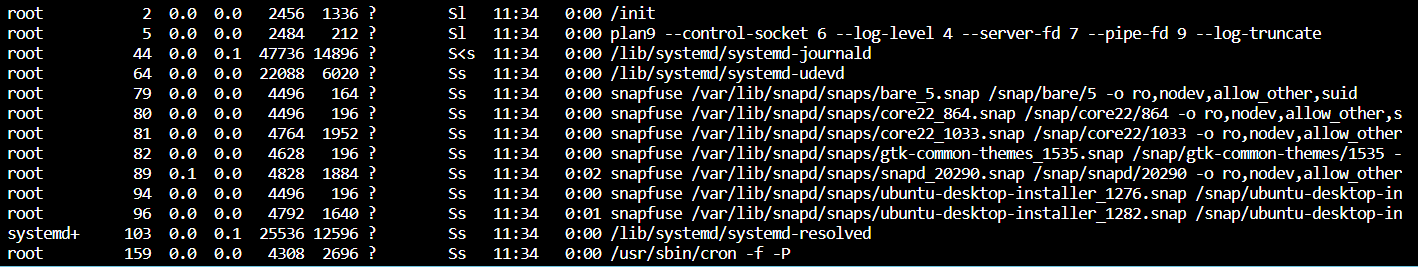 root 2 0.0 0.0 2456 1336 ? Sl 11:34 0:00 /init
root 5 0.0 0.0 2484 212 ? Sl 11:34 0:00 plan9 --control-socket 6 --log-level 4 --server-fd 7 --pipe-fd 9 --log-truncate
root 44 0.0 0.1 47736 14896 ? S<s 11:34 0:00 /lib/systemd/systemd-journald
root 64 0.0 0.0 22088 6020 ? Ss 11:34 0:00 /lib/systemd/systemd-udevd
root 79 0.0 0.0 4496 164 ? Ss 11:34 0:00 snapfuse /var/lib/snapd/snaps/bare_5.snap /snap/bare/5 -o ro,nodev,allow_other,suid
root 80 0.0 0.0 4496 196 ? Ss 11:34 0:00 snapfuse /var/lib/snapd/snaps/core22_864.snap /snap/core22/864 -o ro,nodev,allow_other,s
root 81 0.0 0.0 4764 1952 ? Ss 11:34 0:00 snapfuse /var/lib/snapd/snaps/core22_1033.snap /snap/core22/1033 -o ro,nodev,allow_other
root 82 0.0 0.0 4628 196 ? Ss 11:34 0:00 snapfuse /var/lib/snapd/snaps/gtk-common-themes_1535.snap /snap/gtk-common-themes/1535 -
root 89 0.1 0.0 4828 1884 ? Ss 11:34 0:02 snapfuse /var/lib/snapd/snaps/snapd_20290.snap /snap/snapd/20290 -o ro,nodev,allow_other
root 94 0.0 0.0 4496 196 ? Ss 11:34 0:00 snapfuse /var/lib/snapd/snaps/ubuntu-desktop-installer_1276.snap /snap/ubuntu-desktop-in
root 96 0.0 0.0 4792 1640 ? Ss 11:34 0:01 snapfuse /var/lib/snapd/snaps/ubuntu-desktop-installer_1282.snap /snap/ubuntu-desktop-in
systemd+ 103 0.0 0.1 25536 12596 ? Ss 11:34 0:00 /lib/systemd/systemd-resolved
root 159 0.0 0.0 4308 2696 ? Ss 11:34 0:00 /usr/sbin/cron -f -P